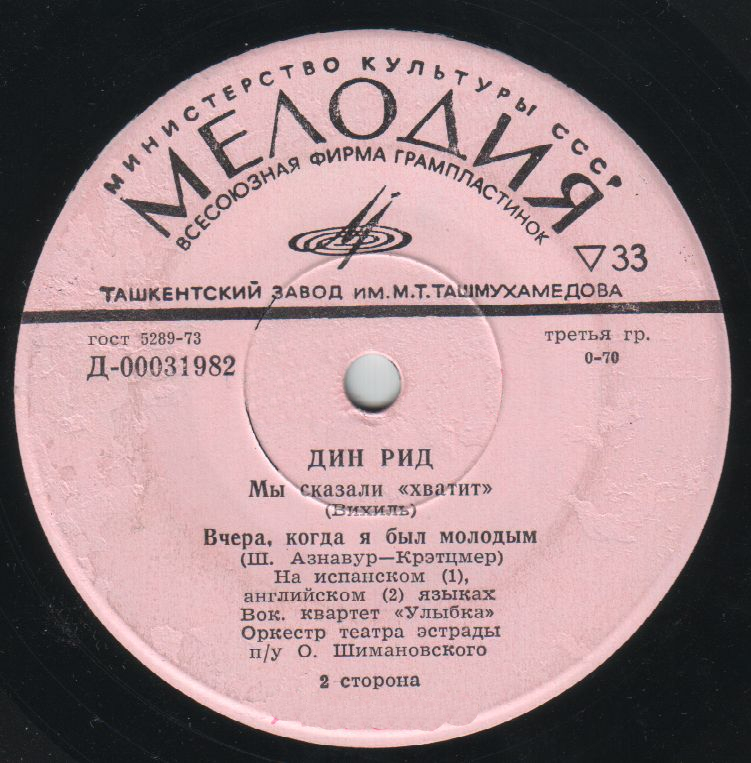 МИНИСТЕРСТВО КУЛЬТУРЫ СССР
МЕЛОДИЯ
ВСЕСОЮЗНАЯ ФИРМА ГРАМПЛАСТИНОК
▽33
ТАШКЕНТСКИЙ ЗАВОД ИМ. М.Т. ТАШМУХАМЕДОВА
гост 5289-73
третья гр.
Д-00031982
0-70
ДИН РИД
Мы сказали «хватит»
(Вихиль)
Вчера, когда я был молодым
(Ш. Азнавур—Крэтцмер)
На испанском (1),
английском (2) языках
Вок. квартет «Улыбка»
Оркестр театра эстрады
п/у О. Шимановского
2 сторона